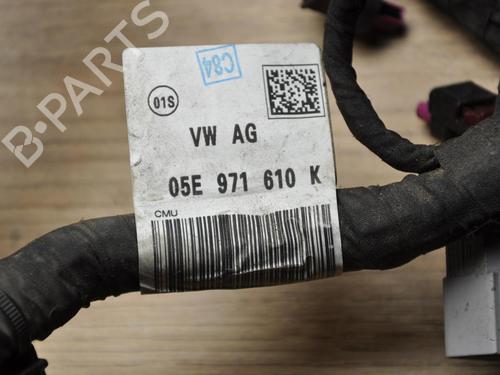 C84
01S
VW AG
05E 971 610 K
CMU
B-PARTS